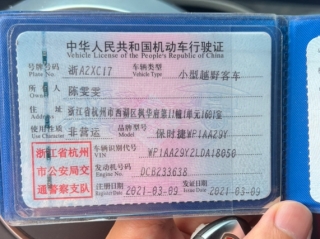 中华人民共和国机动车行驶证
Vehicle License of the People's Republic of China
号牌号码 浙A2XC17 车辆类型 小型越野客车
Plate No. Vehicle Type
所有人 陈雯雯
Owner
住址 浙江省杭州市西湖区枫华府第11幢1单元1601室
Address
使用性质 非营运 品牌型号 保时捷WP1AA29Y
Use Character Model
浙江省杭州
市公安局交
通警察支队
车辆识别代号 WP1AA29Y2LDA18050
VIN
发动机号码 DCB233638
Engine No.
注册日期 2021-03-09 发证日期 2021-03-09
Register Date Issue Date